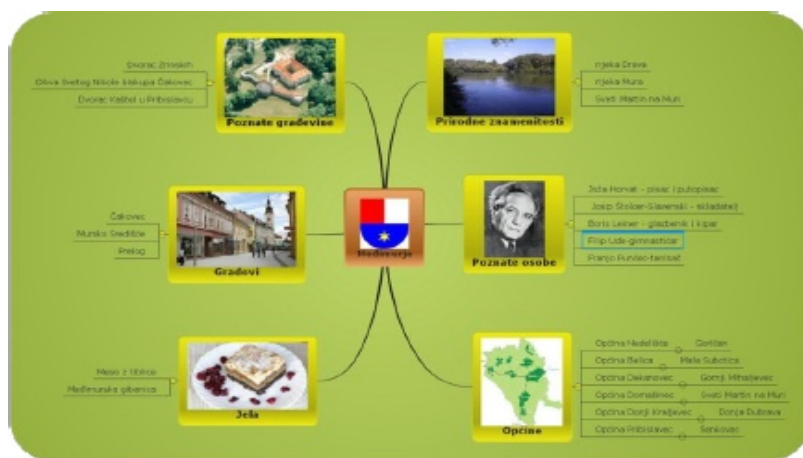 Dvorac Zrinskih
Crkva Svetog Nikole biskupa Čakovec
Dvorac Kaštel u Pribislavcu
Poznate građevine
rijeka Drava
rijeka Mura
Sveti Martin na Muri
Prirodne znamenitosti
Čakovec
Mursko Središće
Prelog
Gradovi
Međimurje
Joža Horvat - pisac i putopisac
Josip Štolcer-Slavenski - skladatelj
Boris Leiner - glazbenik i kipar
Filip Ude-gimnastičar
Franjo Punčec-tenisač
Poznate osobe
Meso z tiblice
Međimurska gibanica
Jela
Općina Nedelišće
Goričan
Općina Belica
Mala Subotica
Općina Dekanovec
Gornji Mihaljevec
Općina Domašinec
Sveti Martin na Muri
Općina Donji Kraljevec
Donja Dubrava
Općina Pribislavec
Šenkovec
Općine